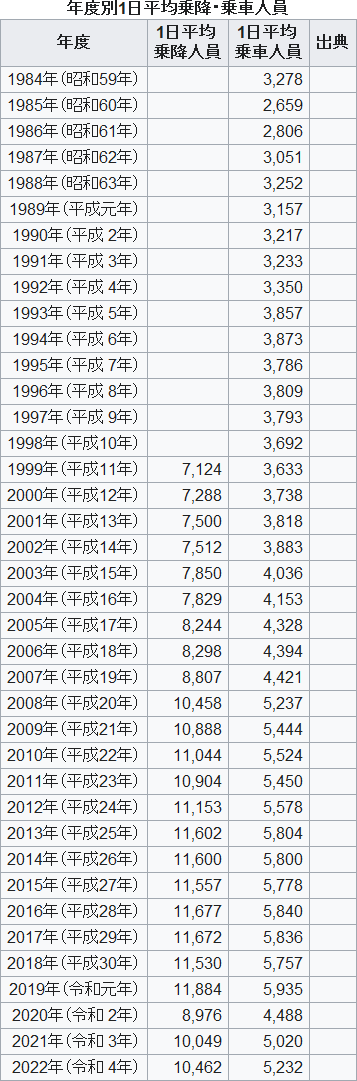 年度別1日平均乗降・乗車人員
年度 1日平均乗降人員 1日平均乗車人員 出典
1984年(昭和59年) 3,278
1985年(昭和60年) 2,659
1986年(昭和61年) 2,806
1987年(昭和62年) 3,051
1988年(昭和63年) 3,252
1989年(平成元年) 3,157
1990年(平成 2年) 3,217
1991年(平成 3年) 3,233
1992年(平成 4年) 3,350
1993年(平成 5年) 3,857
1994年(平成 6年) 3,873
1995年(平成 7年) 3,786
1996年(平成 8年) 3,809
1997年(平成 9年) 3,793
1998年(平成10年) 3,692
1999年(平成11年) 7,124 3,633
2000年(平成12年) 7,288 3,738
2001年(平成13年) 7,500 3,818
2002年(平成14年) 7,512 3,883
2003年(平成15年) 7,850 4,036
2004年(平成16年) 7,829 4,153
2005年(平成17年) 8,244 4,328
2006年(平成18年) 8,298 4,394
2007年(平成19年) 8,807 4,421
2008年(平成20年) 10,458 5,237
2009年(平成21年) 10,888 5,444
2010年(平成22年) 11,044 5,524
2011年(平成23年) 10,904 5,450
2012年(平成24年) 11,153 5,578
2013年(平成25年) 11,602 5,804
2014年(平成26年) 11,600 5,800
2015年(平成27年) 11,557 5,778
2016年(平成28年) 11,677 5,840
2017年(平成29年) 11,672 5,836
2018年(平成30年) 11,530 5,757
2019年(令和元年) 11,884 5,935
2020年(令和 2年) 8,976 4,488
2021年(令和 3年) 10,049 5,020
2022年(令和 4年) 10,462 5,232